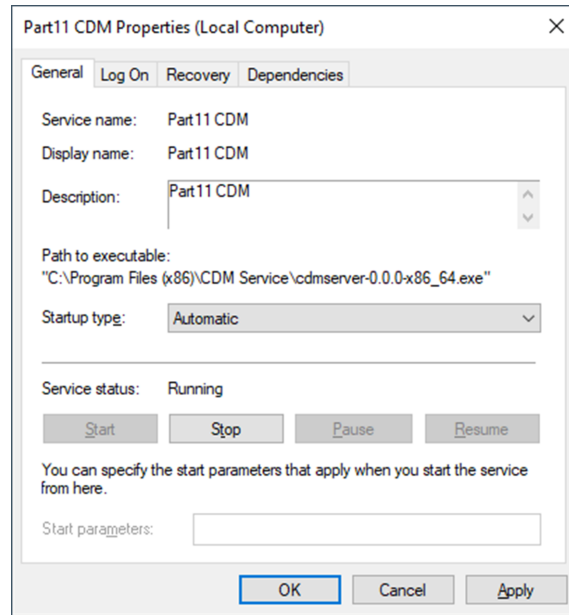 Part11 CDM Properties (Local Computer)
General Log On Recovery Dependencies
Service name: Part11 CDM
Display name: Part11 CDM
Description: Part11 CDM
Path to executable:
"C:\Program Files (x86)\CDM Service\cdmserver-0.0.0-x86_64.exe"
Startup type: Automatic
Service status: Running
Start Stop Pause Resume
You can specify the start parameters that apply when you start the service
from here.
Start parameters:
OK Cancel Apply